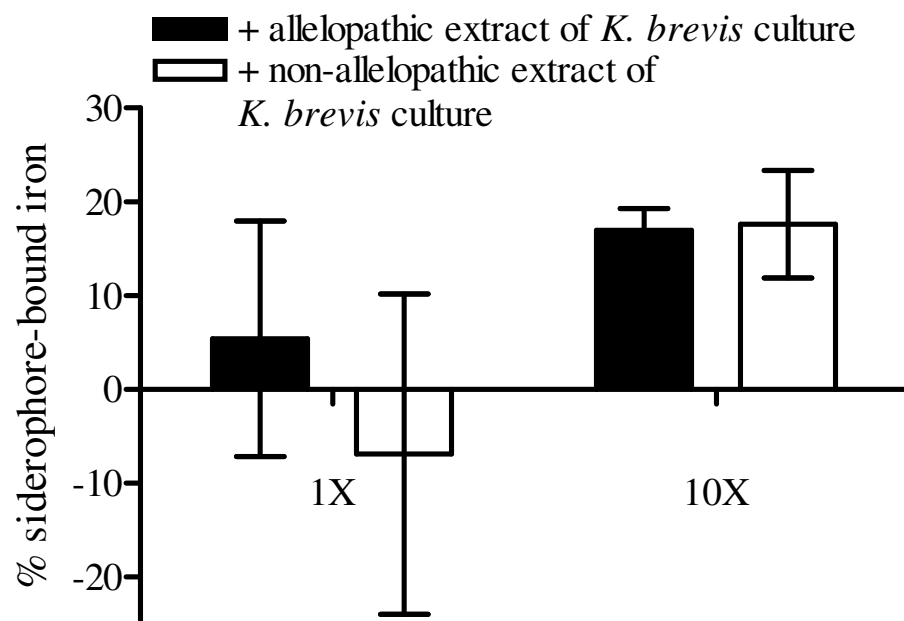 + allelopathic extract of K. brevis culture
+ non-allelopathic extract of
K. brevis culture
% siderophore-bound iron
30
20
10
0
-10
-20
1X
10X